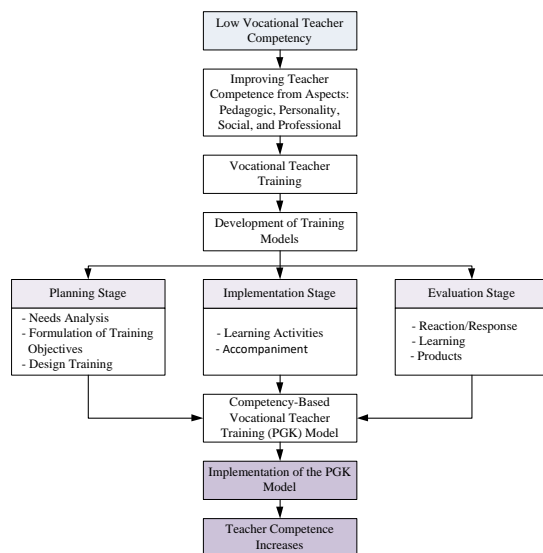 Low Vocational Teacher
Competency
Improving Teacher
Competence from Aspects:
Pedagogic, Personality,
Social, and Professional
Vocational Teacher
Training
Development of Training
Models
Planning Stage
- Needs Analysis
- Formulation of Training
Objectives
- Design Training
Implementation Stage
- Learning Activities
- Accompaniment
Evaluation Stage
- Reaction/Response
- Learning
- Products
Competency-Based
Vocational Teacher
Training (PGK) Model
Implementation of the PGK
Model
Teacher Competence
Increases